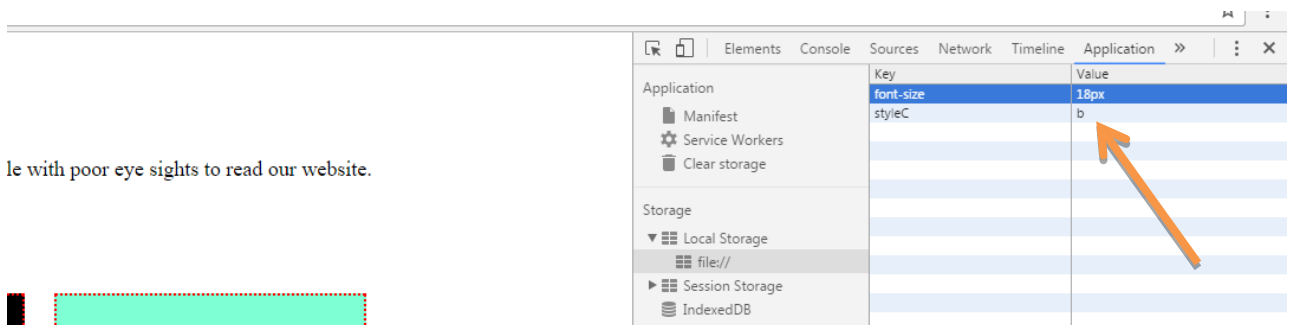 Elements Console Sources Network Timeline Application »
Application
Manifest
Service Workers
Clear storage
Storage
Local Storage
file://
Session Storage
IndexedDB
Key Value
font-size 18px
styleC b
le with poor eye sights to read our website.